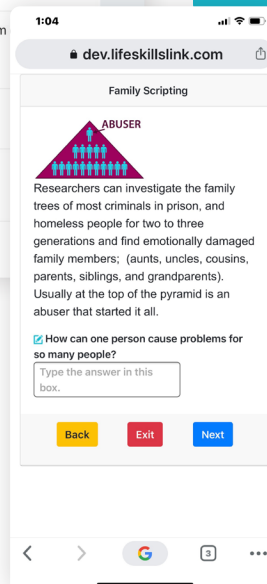 1:04
dev.lifeskillslink.com
Family Scripting
ABUSER
Researchers can investigate the family
trees of most criminals in prison, and
homeless people for two to three
generations and find emotionally damaged
family members; (aunts, uncles, cousins,
parents, siblings, and grandparents).
Usually at the top of the pyramid is an
abuser that started it all.
How can one person cause problems for
so many people?
Type the answer in this
box.
Back Exit Next
G 3